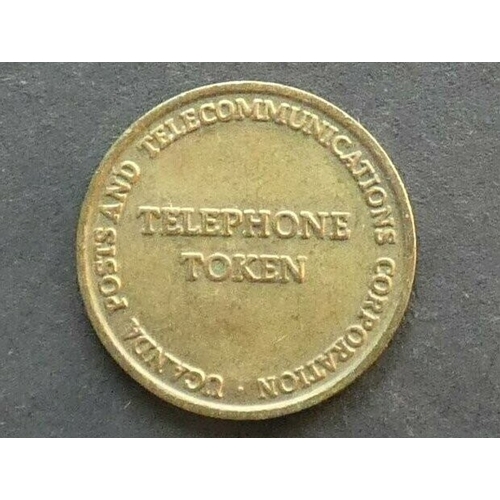 UGANDA POSTS AND TELECOMMUNICATIONS CORPORATION ·
TELEPHONE
TOKEN